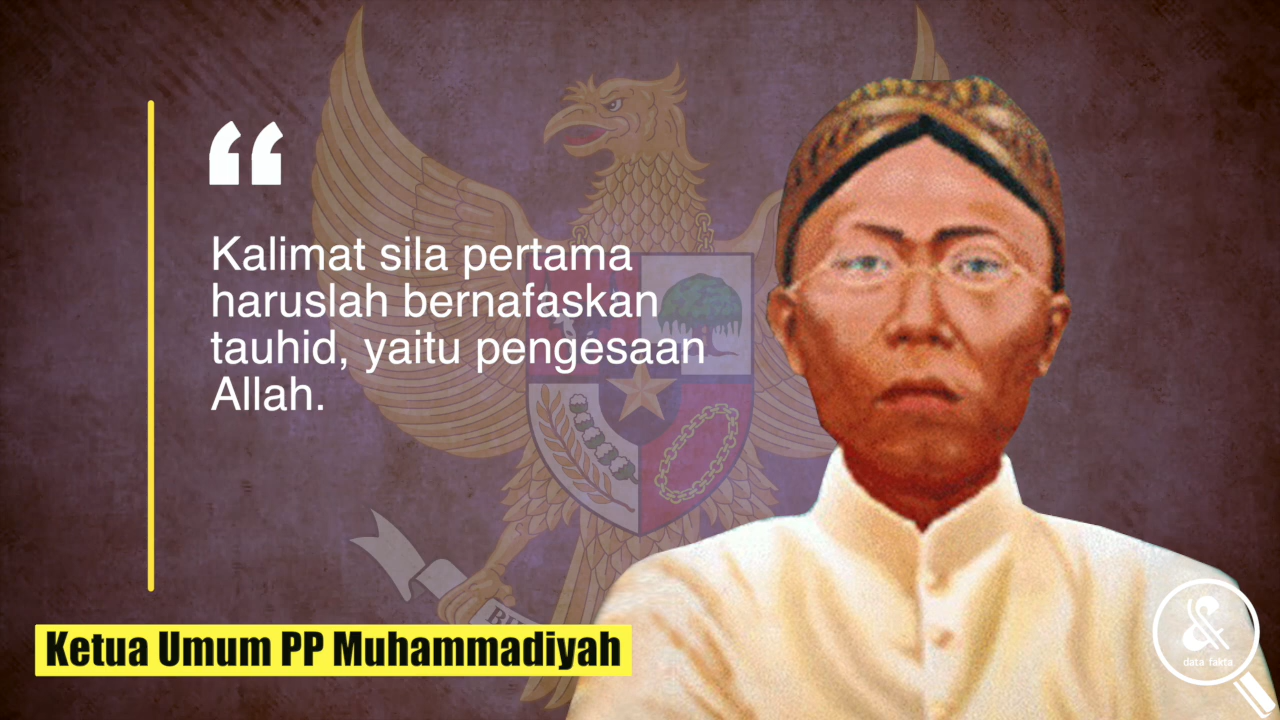 “
Kalimat sila pertama
haruslah bernafaskan
tauhid, yaitu pengesaan
Allah.
Ketua Umum PP Muhammadiyah
&
data fakta